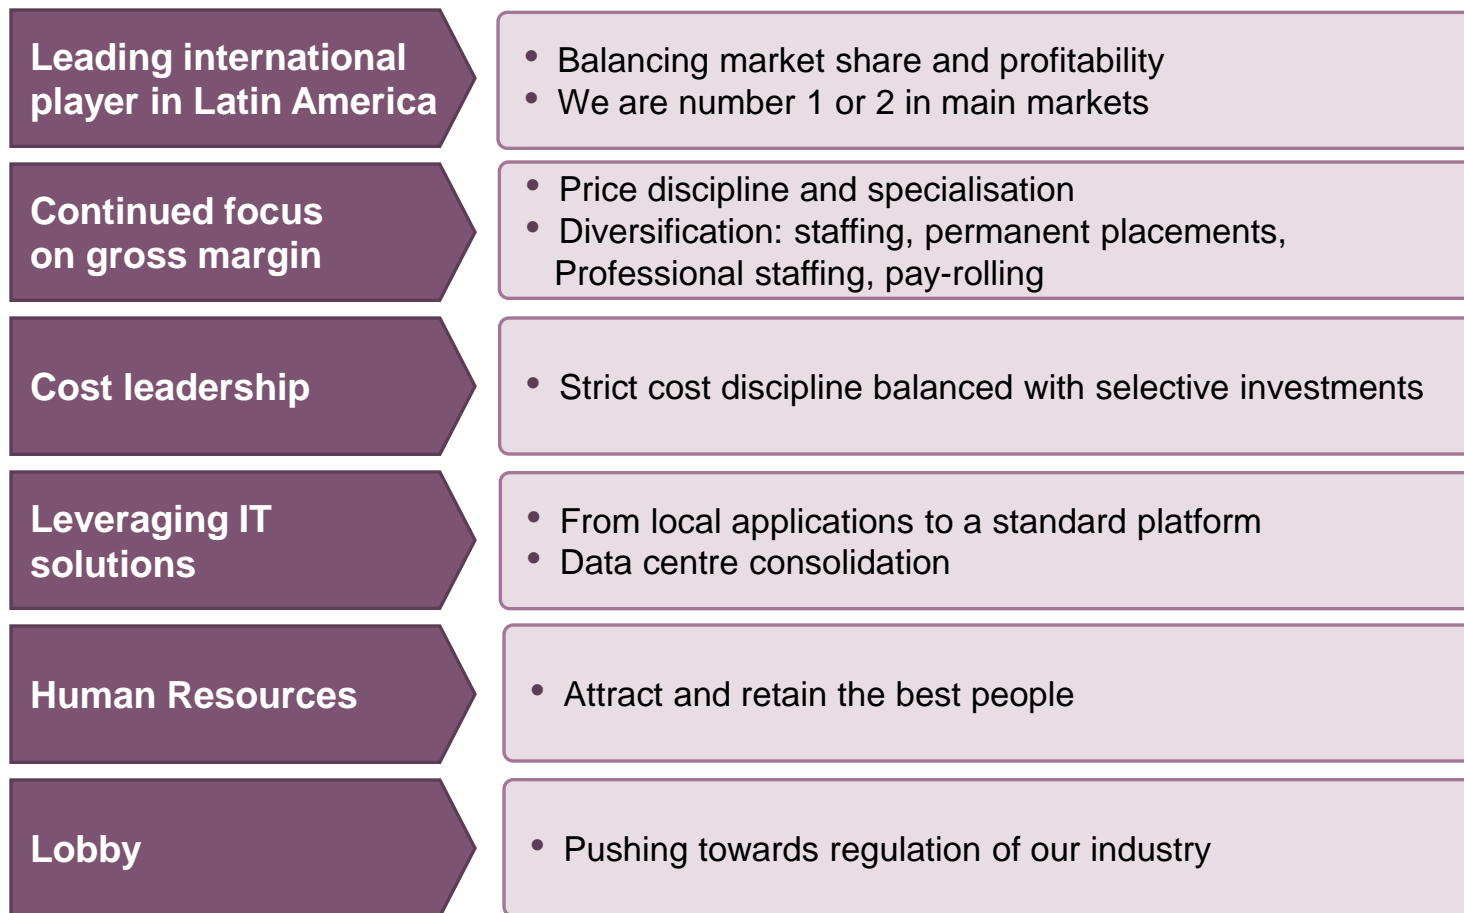 Leading international
player in Latin America
• Balancing market share and profitability
• We are number 1 or 2 in main markets
Continued focus
on gross margin
• Price discipline and specialisation
• Diversification: staffing, permanent placements,
Professional staffing, pay-rolling
Cost leadership
• Strict cost discipline balanced with selective investments
Leveraging IT
solutions
• From local applications to a standard platform
• Data centre consolidation
Human Resources
• Attract and retain the best people
Lobby
• Pushing towards regulation of our industry